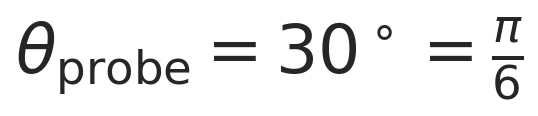 θ_probe = 30° = π/6